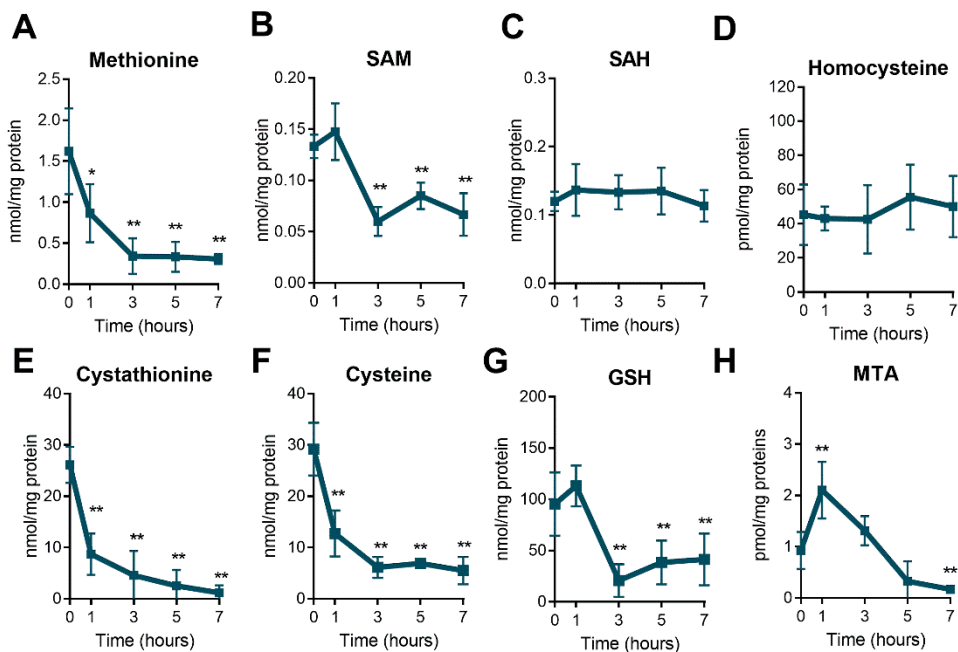 A
Methionine
nmol/mg protein
2.5
2.0
1.5
1.0
0.5
0.0
*
**
**
**
0 1 3 5 7
Time (hours)
B
SAM
nmol/mg protein
0.20
0.15
0.10
0.05
0.00
**
**
**
0 1 3 5 7
Time (hours)
C
SAH
nmol/mg protein
0.3
0.2
0.1
0.0
0 1 3 5 7
Time (hours)
D
Homocysteine
pmol/mg protein
120
100
80
60
40
20
0
0 1 3 5 7
Time (hours)
E
Cystathionine
nmol/mg protein
40
30
20
10
0
**
**
**
**
0 1 3 5 7
Time (hours)
F
Cysteine
nmol/mg protein
40
30
20
10
0
**
**
**
**
0 1 3 5 7
Time (hours)
G
GSH
nmol/mg protein
200
150
100
50
0
**
**
**
0 1 3 5 7
Time (hours)
H
MTA
pmol/mg proteins
4
3
2
1
0
**
**
0 1 3 5 7
Time (hours)